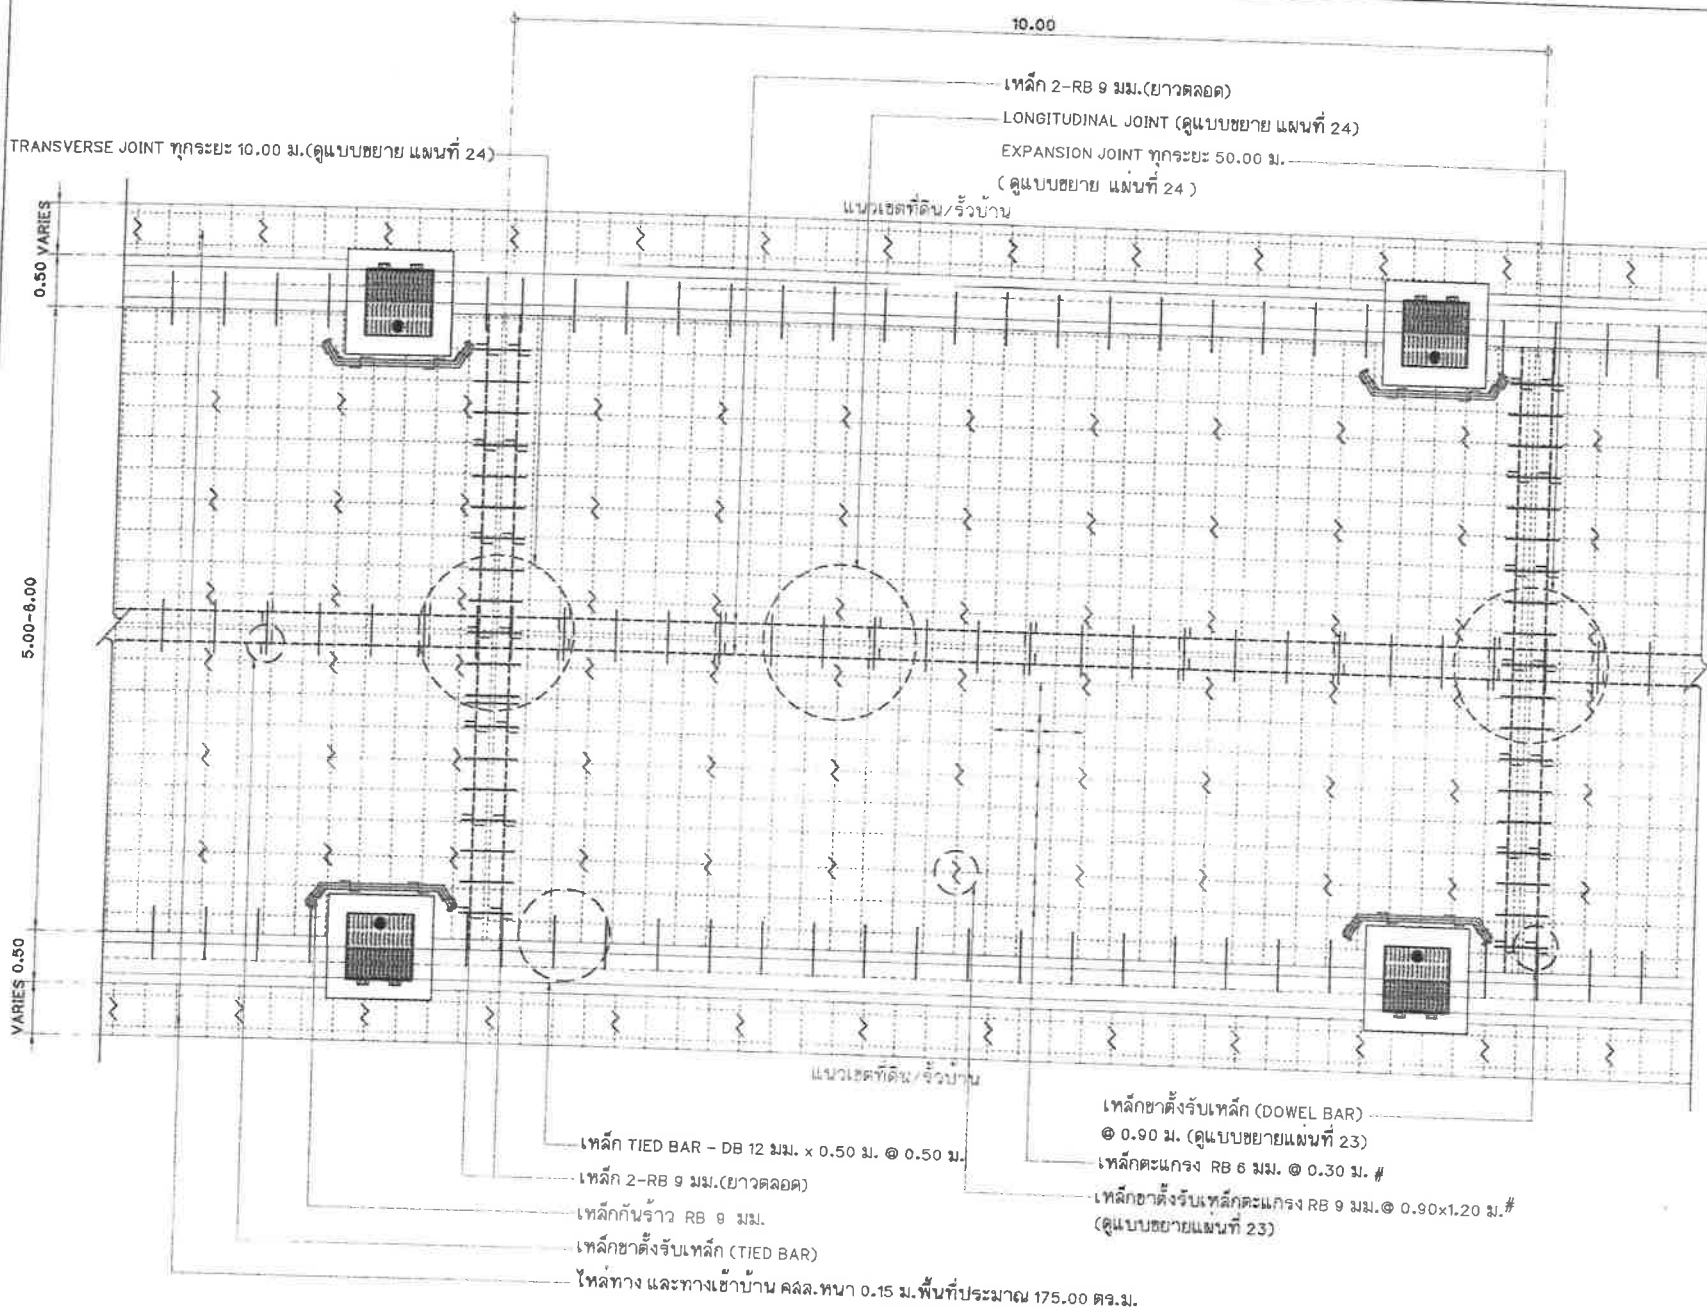 10.00
เหล็ก 2-RB 9 มม.(ยาวตลอด)
LONGITUDINAL JOINT (ดูแบบขยาย แผ่นที่ 24)
TRANSVERSE JOINT ทุกระยะ 10.00 ม.(ดูแบบขยาย แผ่นที่ 24)
EXPANSION JOINT ทุกระยะ 50.00 ม.
(ดูแบบขยาย แผ่นที่ 24)
แนวเขตที่ดิน/รั้วบ้าน
0.50 VARIES
5.00-6.00
VARIES 0.50
แนวเขตที่ดิน/รั้วบ้าน
เหล็กขาตั้งรับเหล็ก (DOWEL BAR)
@ 0.90 ม. (ดูแบบขยายแผ่นที่ 23)
เหล็ก TIED BAR - DB 12 มม. x 0.50 ม. @ 0.50 ม.
เหล็กตะแกรง RB 6 มม. @ 0.30 ม. #
เหล็ก 2-RB 9 มม.(ยาวตลอด)
เหล็กขาตั้งรับเหล็กตะแกรง RB 9 มม.@ 0.90x1.20 ม.#
(ดูแบบขยายแผ่นที่ 23)
เหล็กกันร้าว RB 9 มม.
เหล็กขาตั้งรับเหล็ก (TIED BAR)
ไหล่ทาง และทางเข้าบ้าน คสล.หนา 0.15 ม.พื้นที่ประมาณ 175.00 ตร.ม.